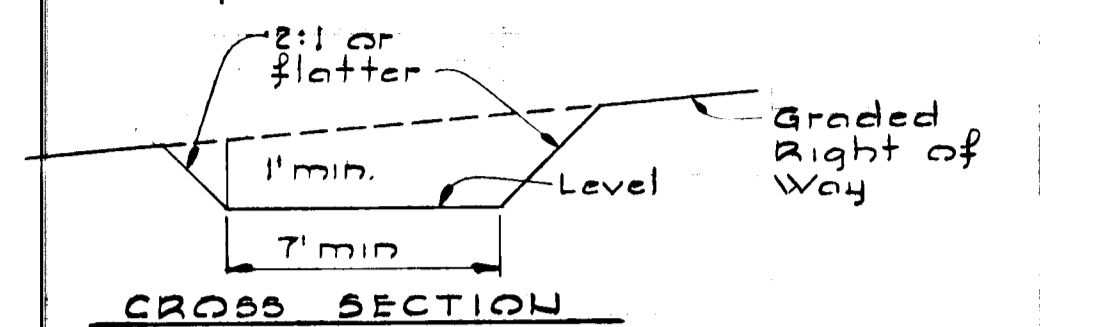 2:1 or
flatter
Graded
Right of
Way
1' min.
Level
7' min
CROSS SECTION